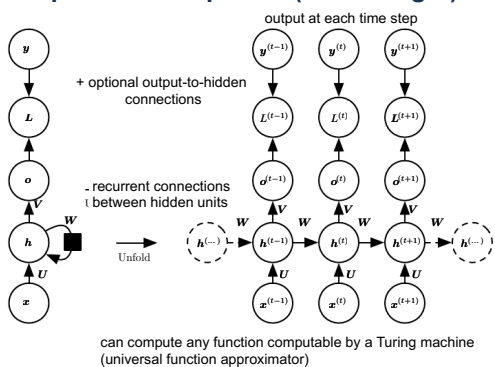 output at each time step
y
y(t−1) y(t) y(t+1)
+ optional output-to-hidden
connections
L
L(t−1) L(t) L(t+1)
o
o(t−1) o(t) o(t+1)
- recurrent connections
between hidden units
V
V V V
W
W W W W
h
h(...) h(t−1) h(t) h(t+1) h(...)
Unfold
U
U U U
x
x(t−1) x(t) x(t+1)
can compute any function computable by a Turing machine
(universal function approximator)